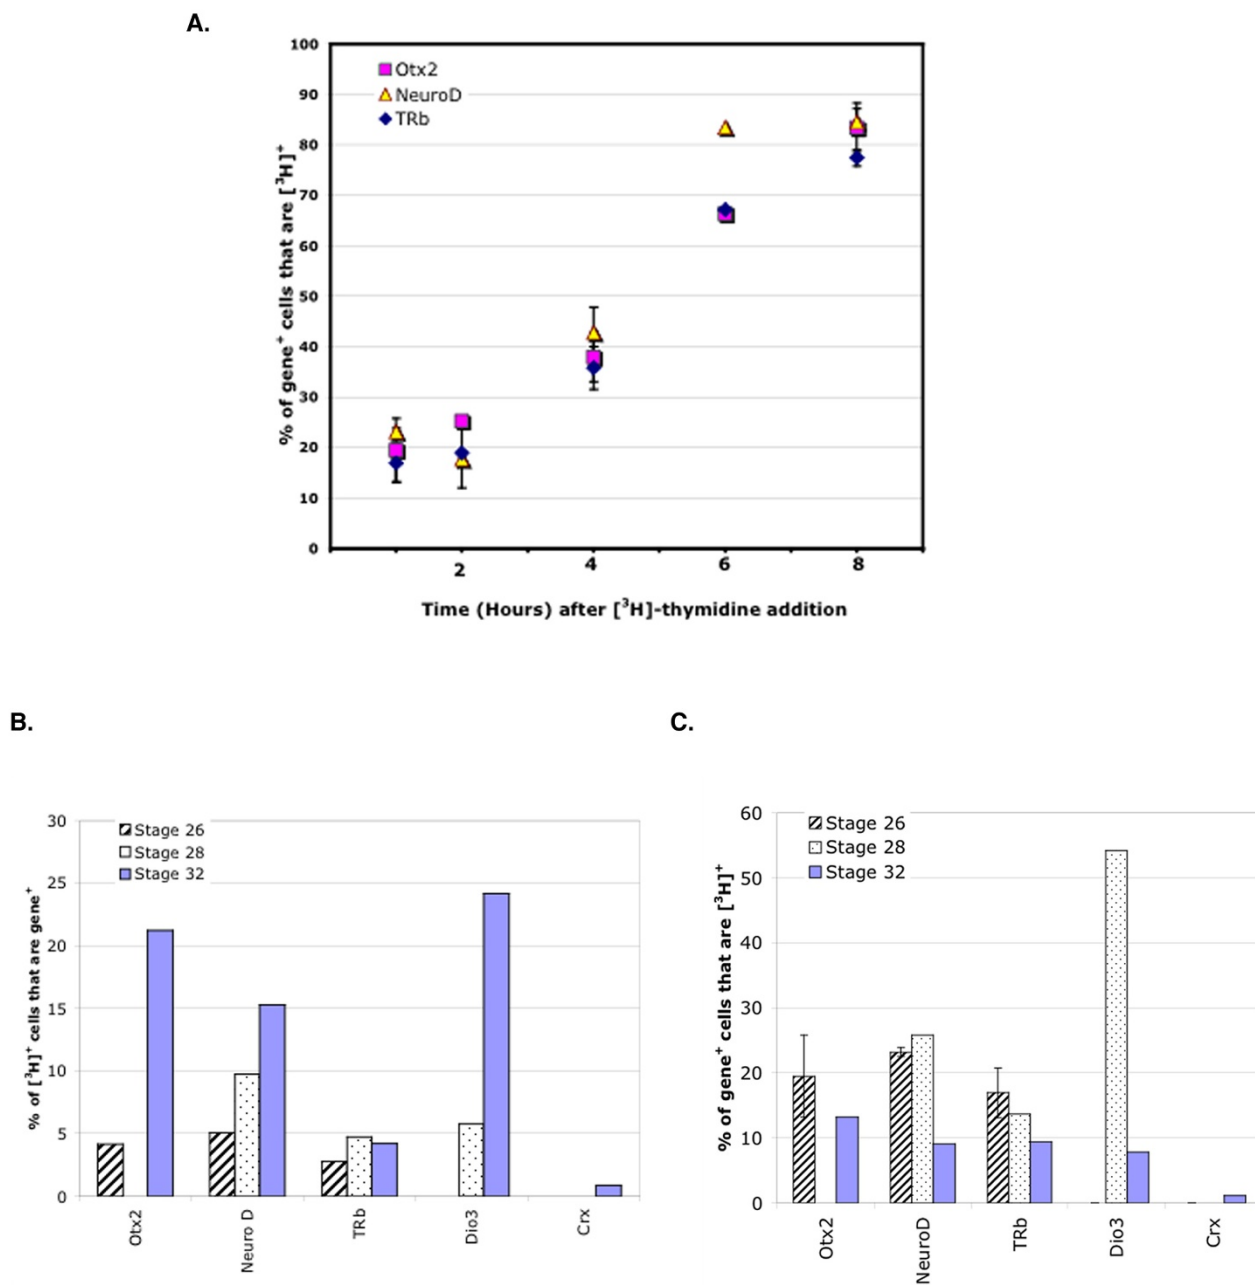 A.
100
90
80
70
60
50
40
30
20
10
0
Otx2
NeuroD
TRb
% of gene⁺ cells that are [³H]⁺
2 4 6 8
Time (Hours) after [³H]-thymidine addition
B.
30
25
20
15
10
5
0
Stage 26
Stage 28
Stage 32
% of [³H]⁺ cells that are gene⁺
Otx2
Neuro D
TRb
Dio3
Crx
C.
60
50
40
30
20
10
0
Stage 26
Stage 28
Stage 32
% of gene⁺ cells that are [³H]⁺
Otx2
NeuroD
TRb
Dio3
Crx